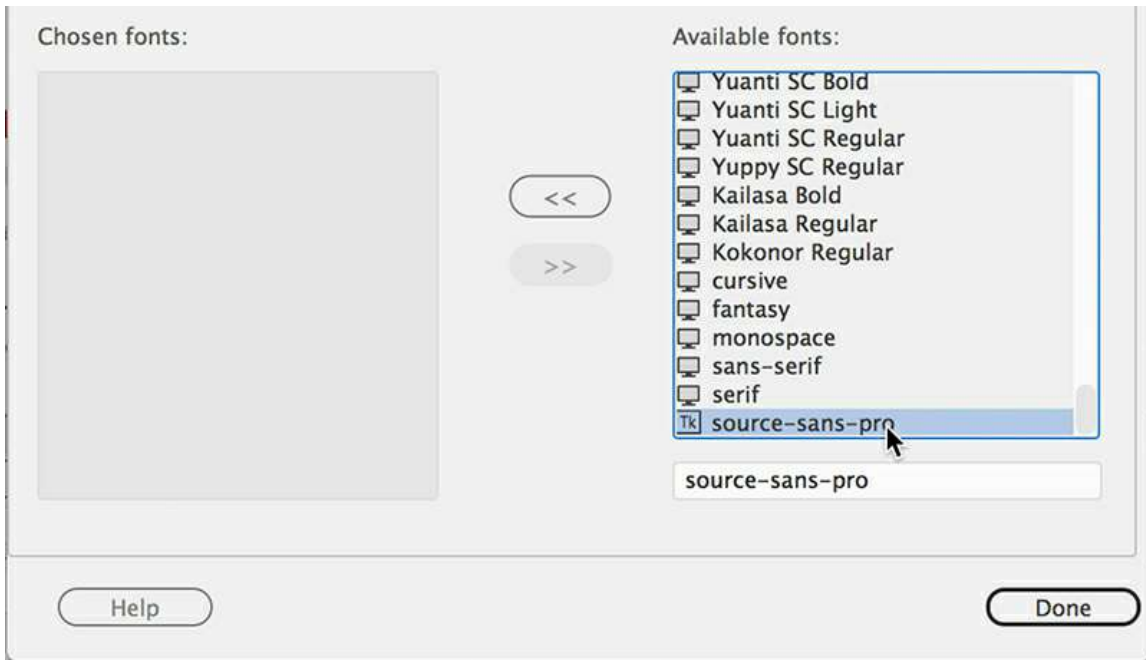 Chosen fonts:
Available fonts:
Yuanti SC Bold
Yuanti SC Light
Yuanti SC Regular
Yuppy SC Regular
Kailasa Bold
Kailasa Regular
Kokonor Regular
cursive
fantasy
monospace
sans-serif
serif
Tk source-sans-pro
<<
>>
source-sans-pro
Help
Done